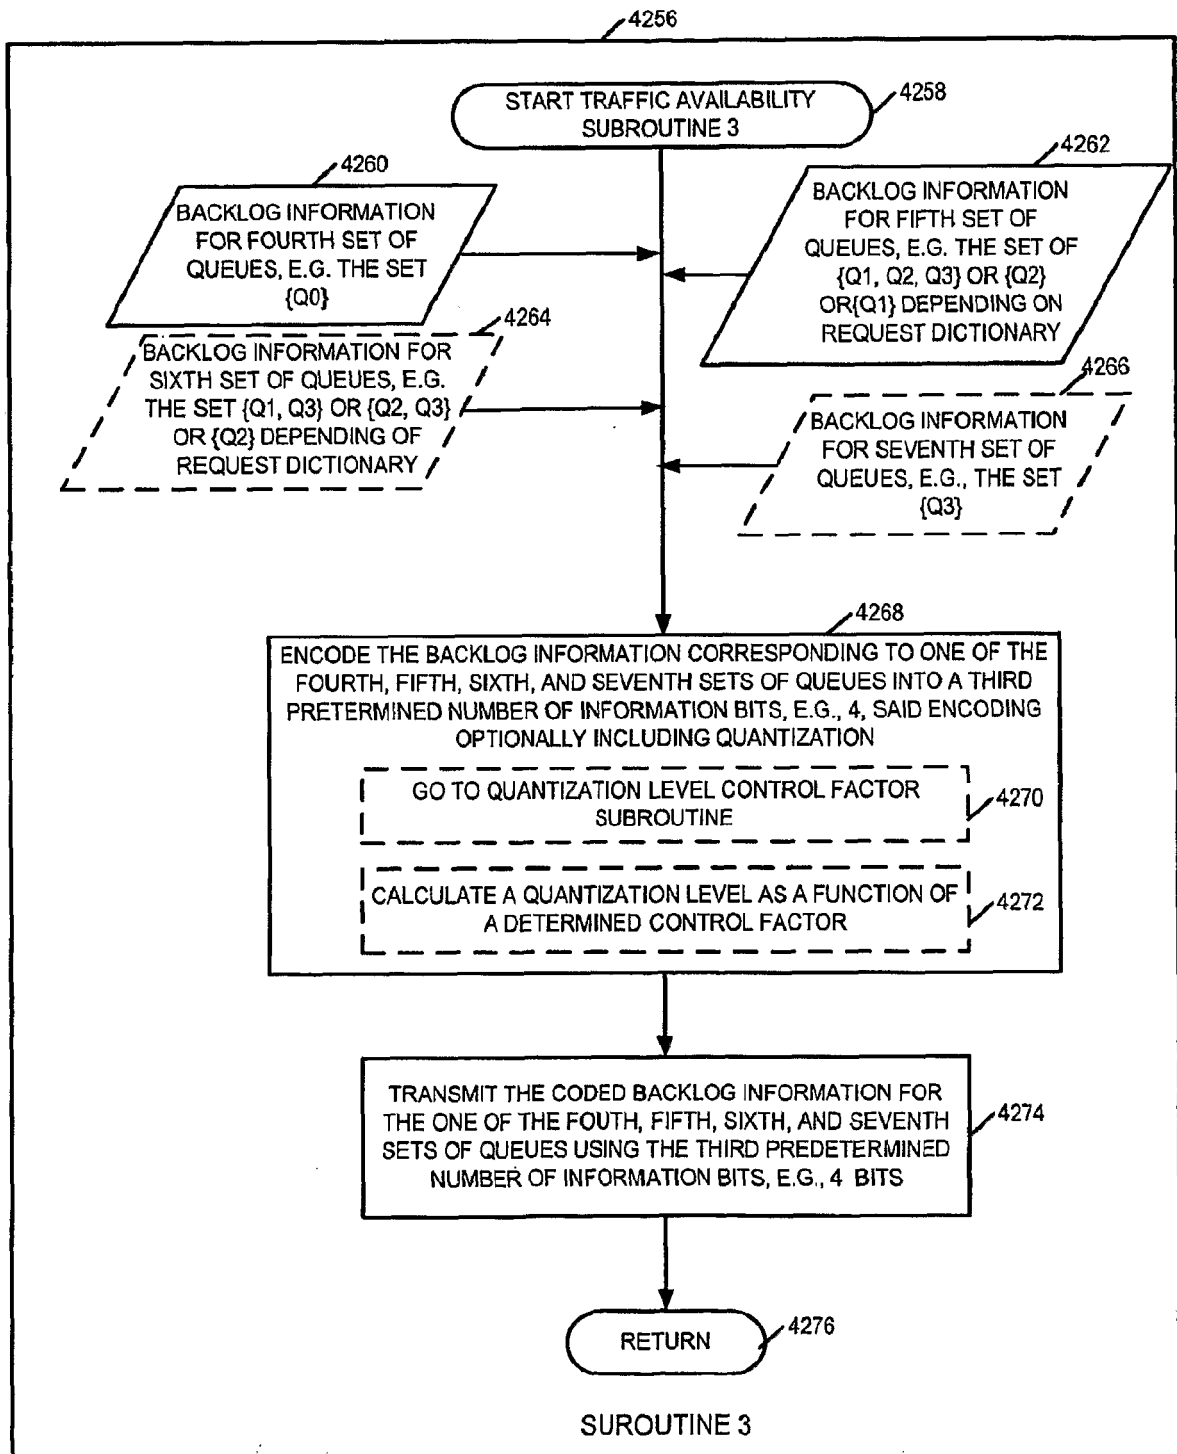 4256
START TRAFFIC AVAILABILITY
SUBROUTINE 3
4258
4260
BACKLOG INFORMATION
FOR FOURTH SET OF
QUEUES, E.G. THE SET
{Q0}
4262
BACKLOG INFORMATION
FOR FIFTH SET OF
QUEUES, E.G. THE SET OF
{Q1, Q2, Q3} OR {Q2}
OR{Q1} DEPENDING ON
REQUEST DICTIONARY
4264
BACKLOG INFORMATION FOR
SIXTH SET OF QUEUES, E.G.
THE SET {Q1, Q3} OR {Q2, Q3}
OR {Q2} DEPENDING OF
REQUEST DICTIONARY
4266
BACKLOG INFORMATION
FOR SEVENTH SET OF
QUEUES, E.G., THE SET
{Q3}
4268
ENCODE THE BACKLOG INFORMATION CORRESPONDING TO ONE OF THE
FOURTH, FIFTH, SIXTH, AND SEVENTH SETS OF QUEUES INTO A THIRD
PRETERMINED NUMBER OF INFORMATION BITS, E.G., 4, SAID ENCODING
OPTIONALLY INCLUDING QUANTIZATION
GO TO QUANTIZATION LEVEL CONTROL FACTOR
SUBROUTINE
4270
CALCULATE A QUANTIZATION LEVEL AS A FUNCTION OF
A DETERMINED CONTROL FACTOR
4272
TRANSMIT THE CODED BACKLOG INFORMATION FOR
THE ONE OF THE FOUTH, FIFTH, SIXTH, AND SEVENTH
SETS OF QUEUES USING THE THIRD PREDETERMINED
NUMBER OF INFORMATION BITS, E.G., 4 BITS
4274
RETURN
4276
SUROUTINE 3